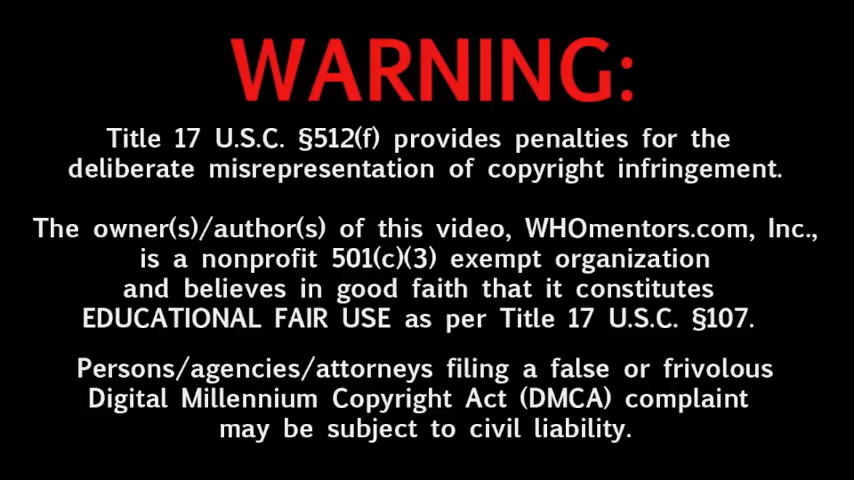 WARNING:
Title 17 U.S.C. §512(f) provides penalties for the
deliberate misrepresentation of copyright infringement.
The owner(s)/author(s) of this video, WHOmentors.com, Inc.,
is a nonprofit 501(c)(3) exempt organization
and believes in good faith that it constitutes
EDUCATIONAL FAIR USE as per Title 17 U.S.C. §107.
Persons/agencies/attorneys filing a false or frivolous
Digital Millennium Copyright Act (DMCA) complaint
may be subject to civil liability.